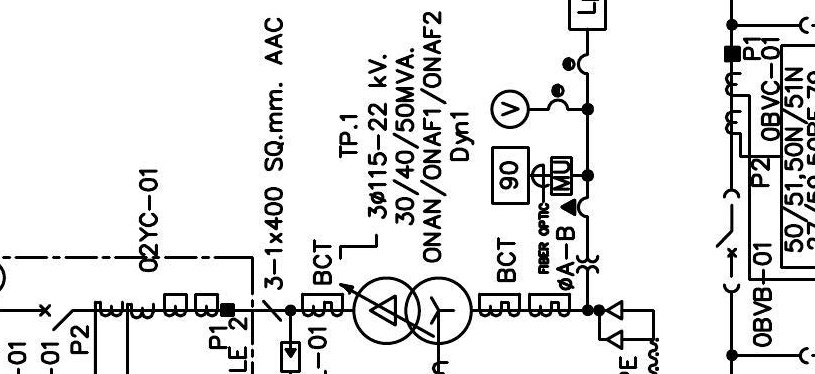 02YC-01
3-1x400 SQ.mm. AAC
TP.1
3ø115-22 kV.
30/40/50MVA.
ONAN/ONAF1/ONAF2
Dyn1
BCT
BCT
V
90
MU
FIBER OPTIC
øA-B
P1
P2
0BVC-01
50/51,50N/51N
0BVB-01
P2
P1
2
-01
-01
-01